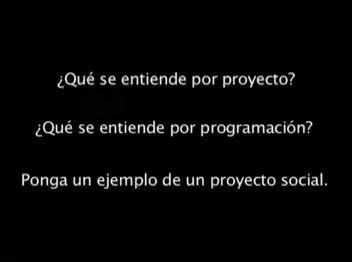 ¿Qué se entiende por proyecto?
¿Qué se entiende por programación?
Ponga un ejemplo de un proyecto social.